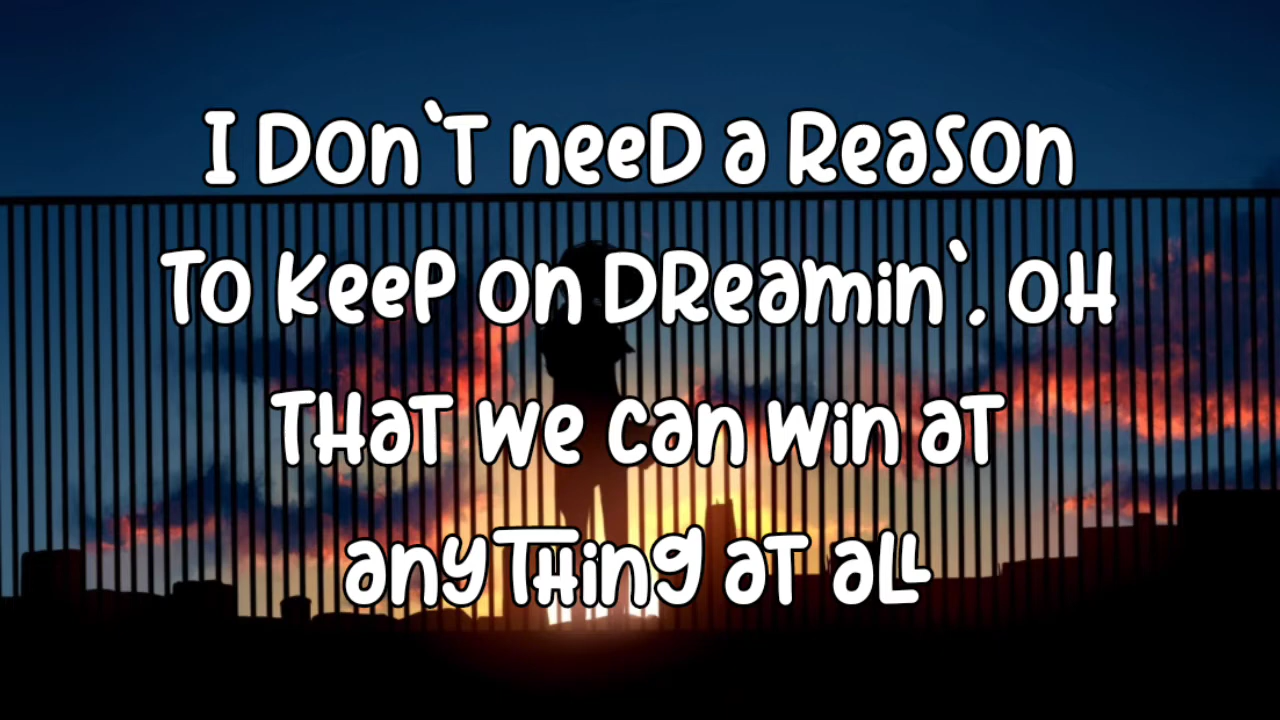 I Don't need a Reason
To Keep on Dreamin', oh
That we can win at
anything at all